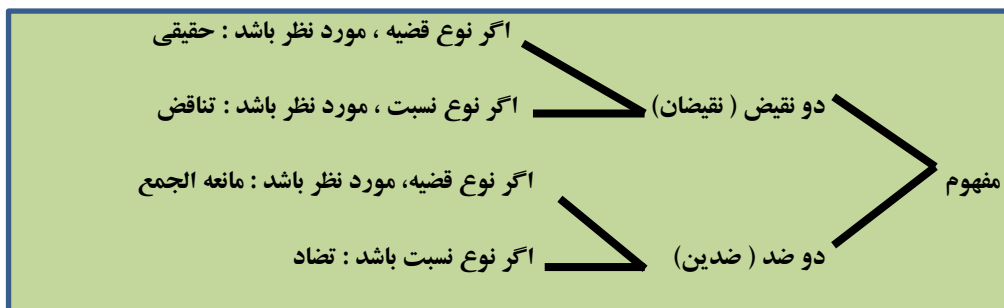 اگر نوع قضیه ، مورد نظر باشد : حقیقی
دو نقیض ( نقیضان) اگر نوع نسبت ، مورد نظر باشد : تناقض
مفهوم اگر نوع قضیه، مورد نظر باشد : مانعه الجمع
دو ضد ( ضدین) اگر نوع نسبت باشد : تضاد